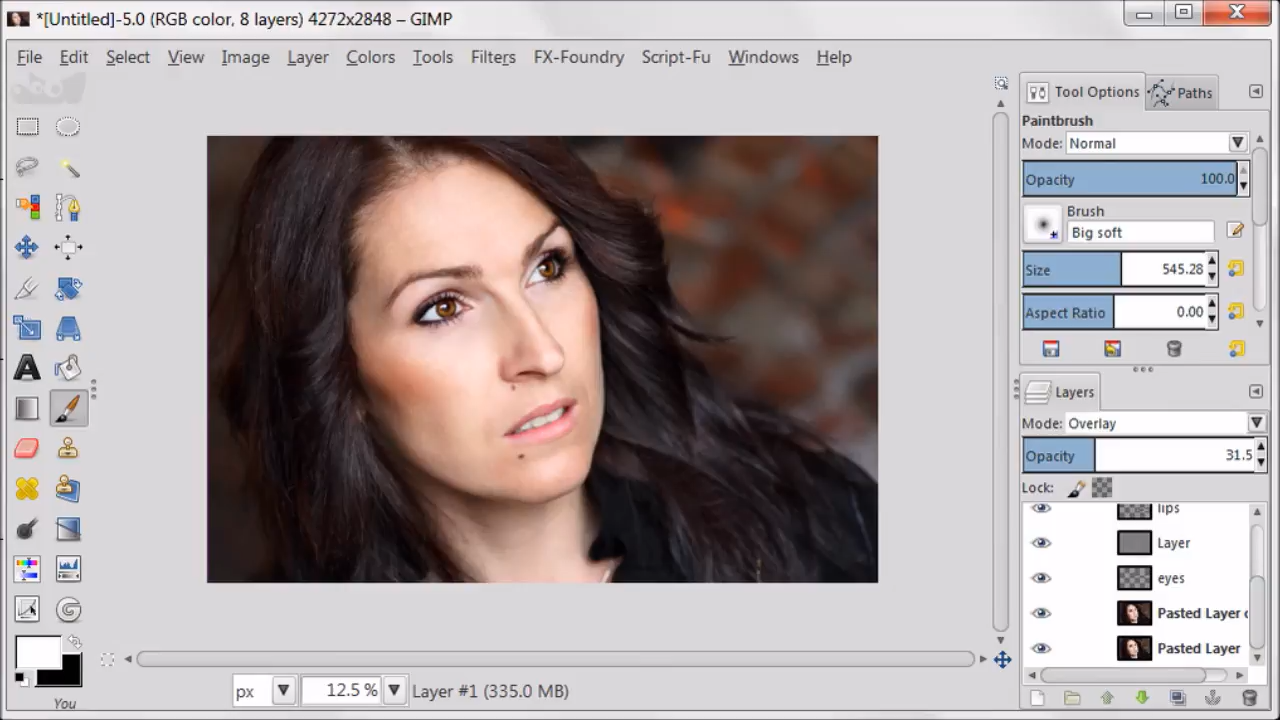 *[Untitled]-5.0 (RGB color, 8 layers) 4272x2848 – GIMP
File Edit Select View Image Layer Colors Tools Filters FX-Foundry Script-Fu Windows Help
Tool Options Paths
Paintbrush
Mode: Normal
Opacity 100.0
Brush
Big soft
Size 545.28
Aspect Ratio 0.00
Layers
Mode: Overlay
Opacity 31.5
Lock:
lips
Layer
eyes
Pasted Layer
Pasted Layer
px 12.5 % Layer #1 (335.0 MB)
You